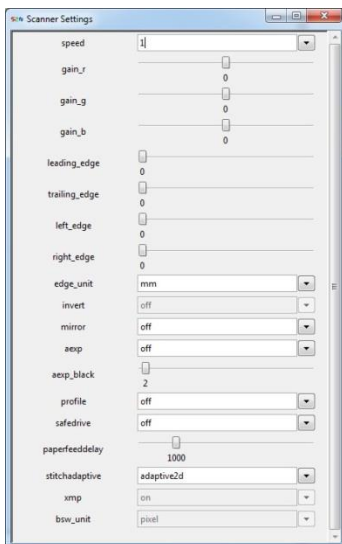 Scanner Settings
speed 1
gain_r
0
gain_g
0
gain_b
0
leading_edge
0
trailing_edge
0
left_edge
0
right_edge
0
edge_unit mm
invert off
mirror off
aexp off
aexp_black
2
profile off
safedrive off
paperfeeddelay
1000
stitchadaptive adaptive2d
xmp on
bsw_unit pixel